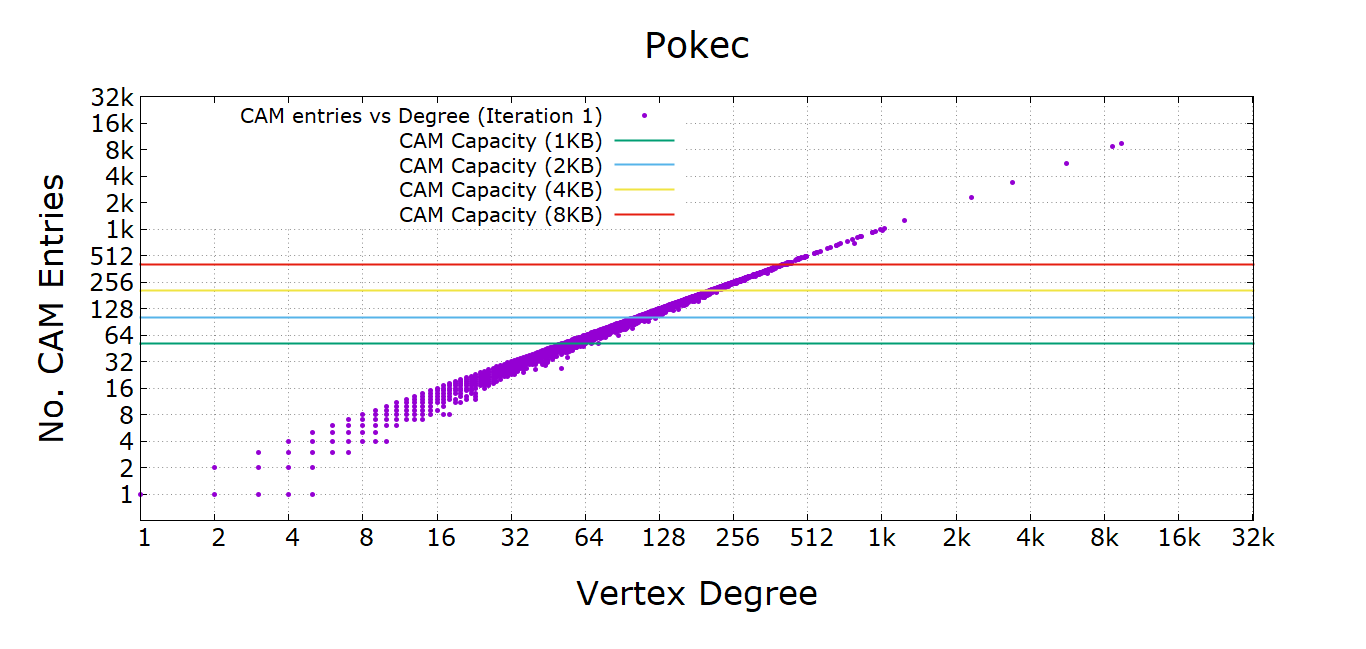 Pokec
32k
16k
8k
4k
2k
1k
512
256
128
64
32
16
8
4
2
1
No. CAM Entries
CAM entries vs Degree (Iteration 1)
CAM Capacity (1KB)
CAM Capacity (2KB)
CAM Capacity (4KB)
CAM Capacity (8KB)
1 2 4 8 16 32 64 128 256 512 1k 2k 4k 8k 16k 32k
Vertex Degree